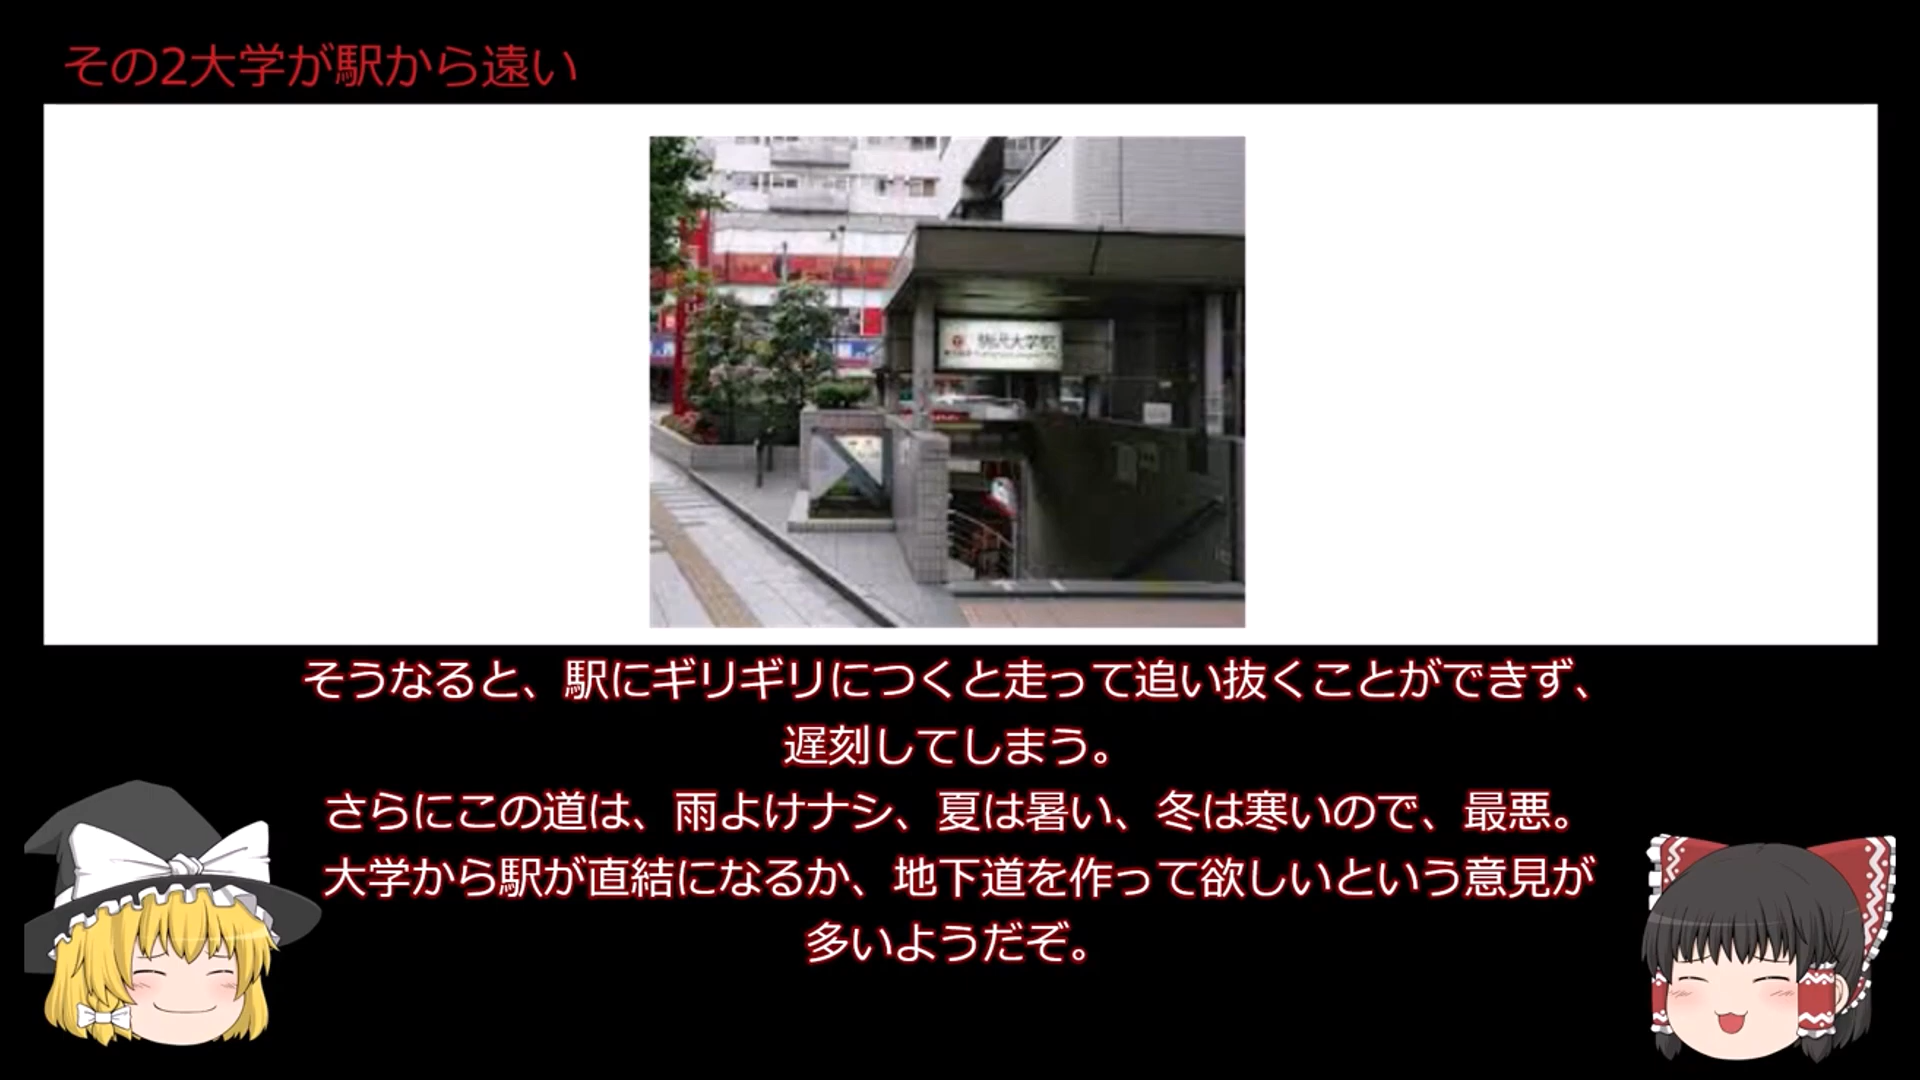 その2大学が駅から遠い
駒沢大学駅
そうなると、駅にギリギリにつくと走って追い抜くことができず、
遅刻してしまう。
さらにこの道は、雨よけナシ、夏は暑い、冬は寒いので、最悪。
大学から駅が直結になるか、地下道を作って欲しいという意見が
多いようだぞ。